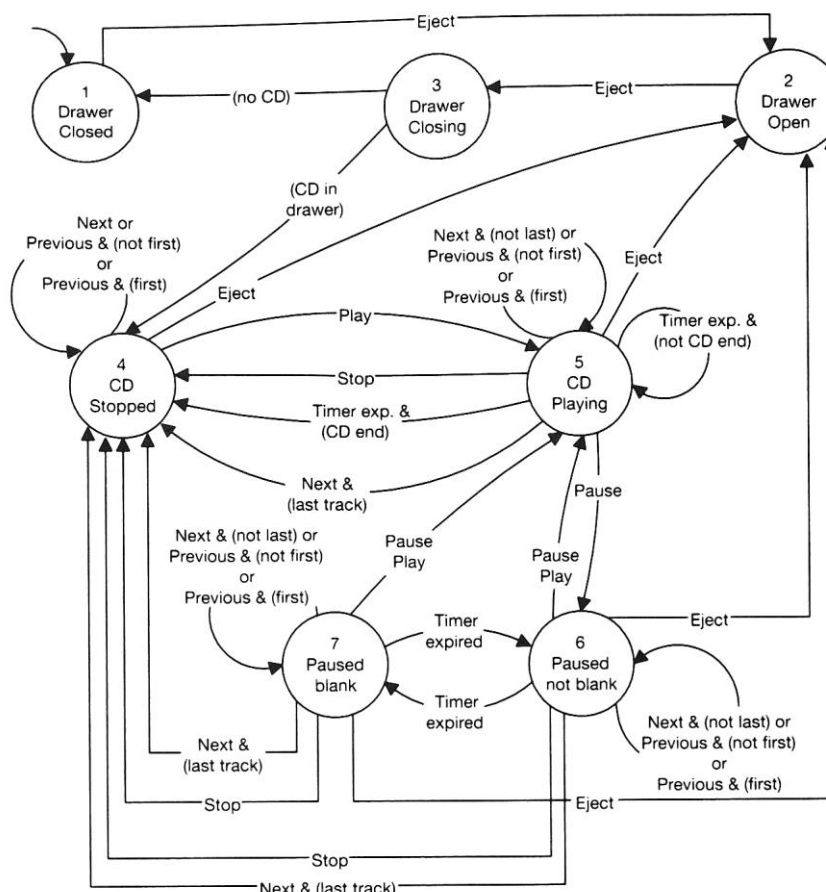 Eject
1
Drawer
Closed
(no CD)
3
Drawer
Closing
Eject
2
Drawer
Open
(CD in
drawer)
Next or
Previous & (not first)
or
Previous & (first)
Eject
Next & (not last) or
Previous & (not first)
or
Previous & (first)
Eject
Play
Timer exp. &
(not CD end)
4
CD
Stopped
Stop
5
CD
Playing
Timer exp. &
(CD end)
Next &
(last track)
Pause
Pause
Play
Pause
Play
Next & (not last) or
Previous & (not first)
or
Previous & (first)
7
Paused
blank
Timer
expired
Timer
expired
6
Paused
not blank
Eject
Next & (not last) or
Previous & (not first)
or
Previous & (first)
Next &
(last track)
Stop
Eject
Stop
Next & (last track)